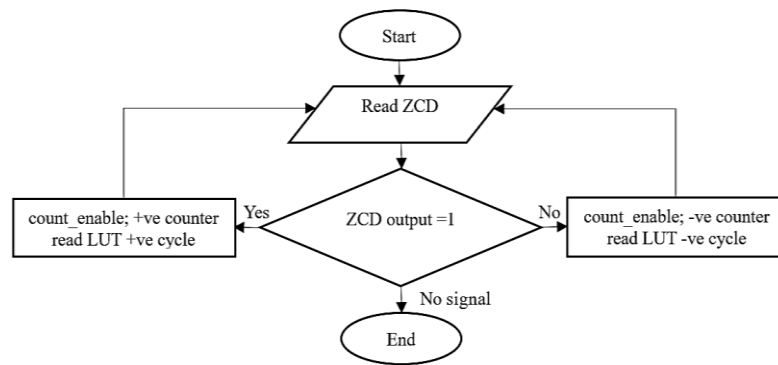 Start
Read ZCD
count_enable; +ve counter
read LUT +ve cycle
Yes
ZCD output =1
No
count_enable; -ve counter
read LUT -ve cycle
No signal
End